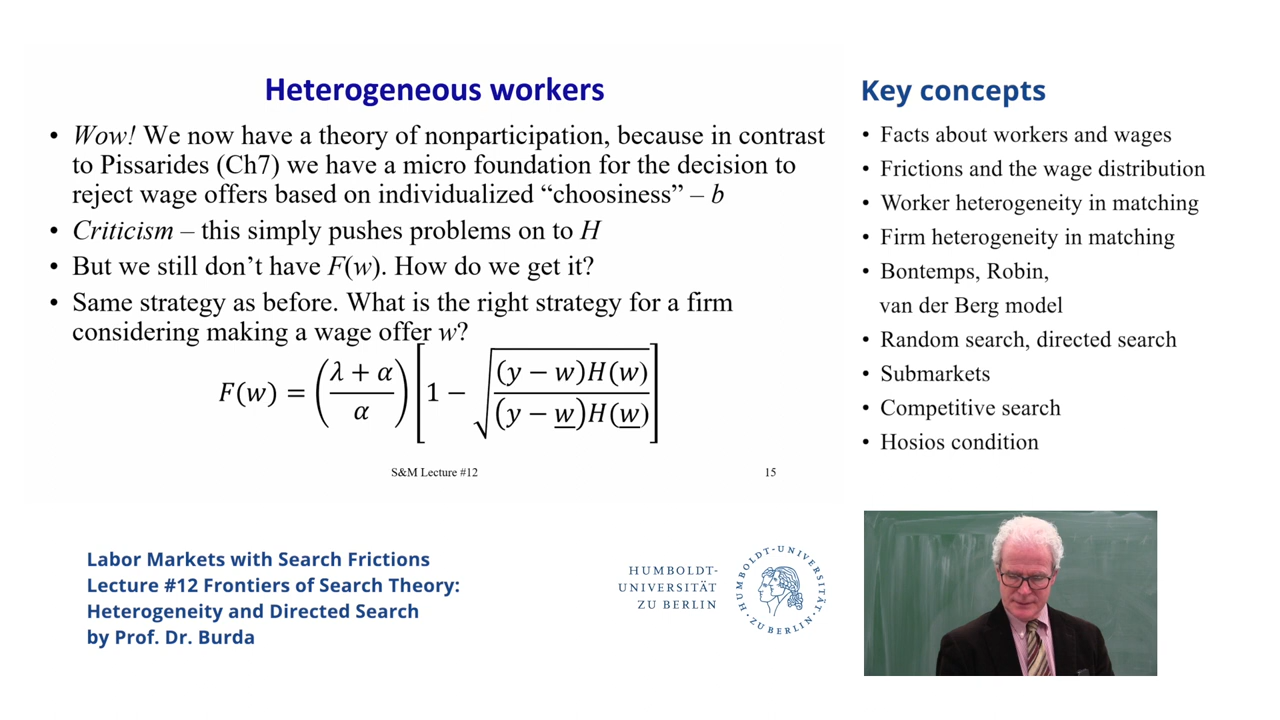 Heterogeneous workers
• Wow! We now have a theory of nonparticipation, because in contrast
to Pissarides (Ch7) we have a micro foundation for the decision to
reject wage offers based on individualized “choosiness” – b
• Criticism – this simply pushes problems on to H
• But we still don’t have F(w). How do we get it?
• Same strategy as before. What is the right strategy for a firm
considering making a wage offer w?
F(w) = ((λ + α)/α) [1 − √((y − w)H(w)/(y − w̲)H(w̲))]
S&M Lecture #12
15
Key concepts
• Facts about workers and wages
• Frictions and the wage distribution
• Worker heterogeneity in matching
• Firm heterogeneity in matching
• Bontemps, Robin,
van der Berg model
• Random search, directed search
• Submarkets
• Competitive search
• Hosios condition
Labor Markets with Search Frictions
Lecture #12 Frontiers of Search Theory:
Heterogeneity and Directed Search
by Prof. Dr. Burda
HUMBOLDT-
UNIVERSITÄT
ZU BERLIN
HUMBOLDT-UNIVERSITÄT
· ZU BERLIN ·